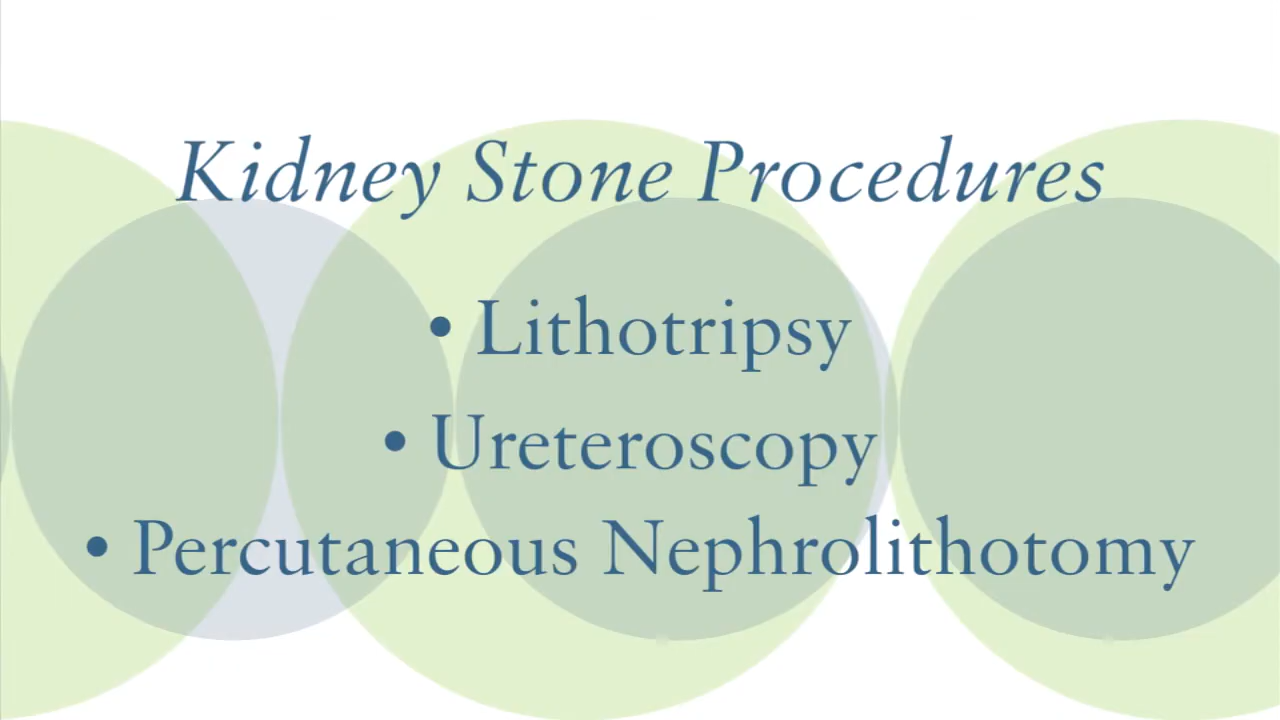 Kidney Stone Procedures
• Lithotripsy
• Ureteroscopy
• Percutaneous Nephrolithotomy